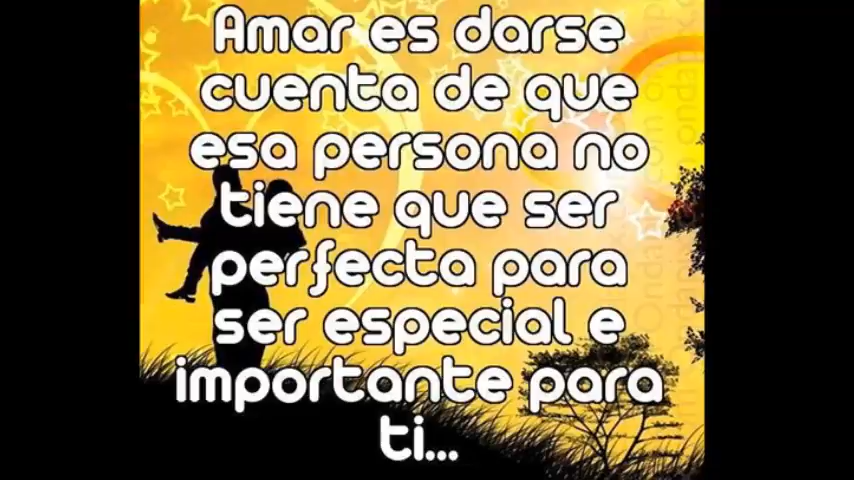 Amar es darse
cuenta de que
esa persona no
tiene que ser
perfecta para
ser especial e
importante para
ti...